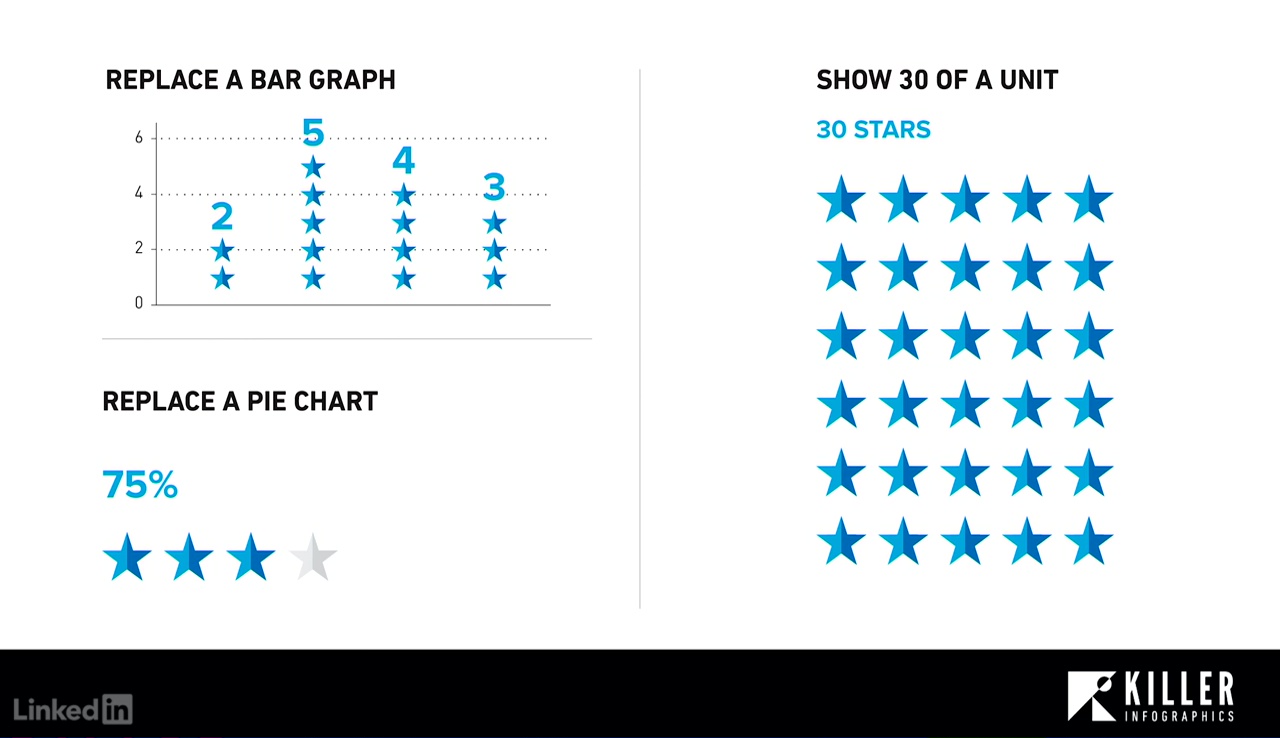 REPLACE A BAR GRAPH
6
4
2
0
2
5
4
3
REPLACE A PIE CHART
75%
SHOW 30 OF A UNIT
30 STARS
LinkedIn
KILLER
INFOGRAPHICS